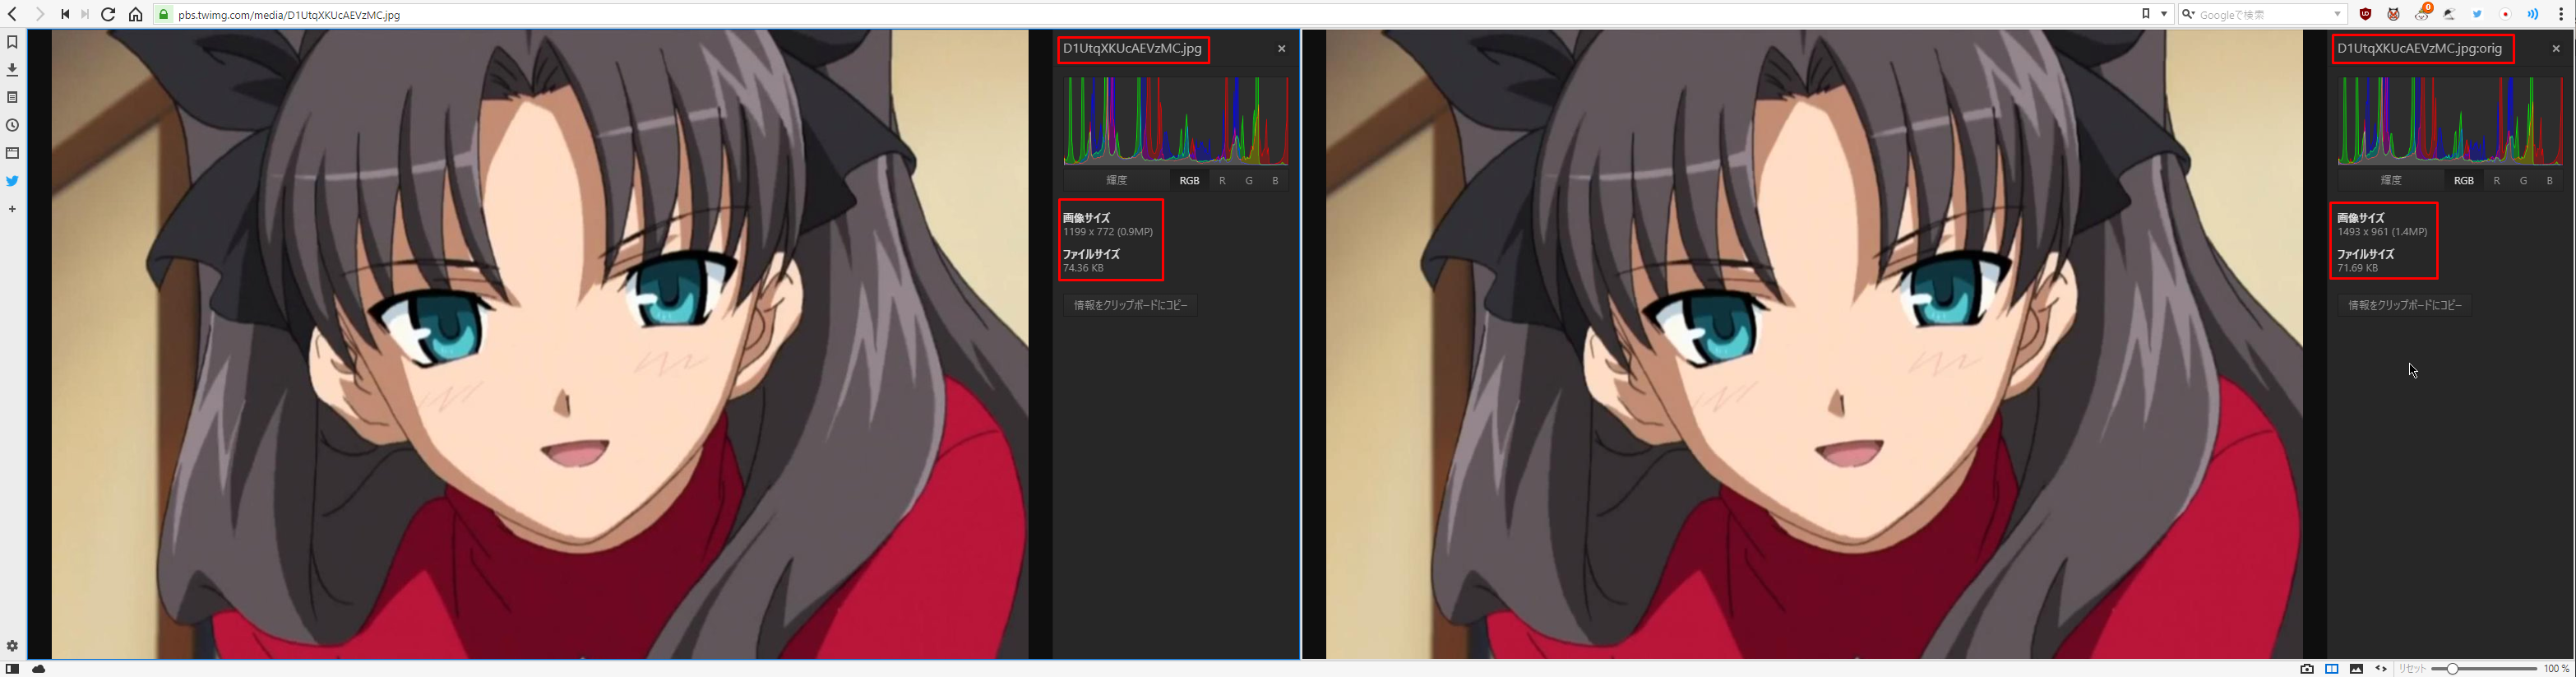 pbs.twimg.com/media/D1UtqXKUcAEVzMC.jpg
Googleで検索
0
D1UtqXKUcAEVzMC.jpg
輝度 RGB R G B
画像サイズ
1199 x 772 (0.9MP)
ファイルサイズ
74.36 KB
情報をクリップボードにコピー
D1UtqXKUcAEVzMC.jpg:orig
輝度 RGB R G B
画像サイズ
1493 x 961 (1.4MP)
ファイルサイズ
71.69 KB
情報をクリップボードにコピー
リセット 100 %